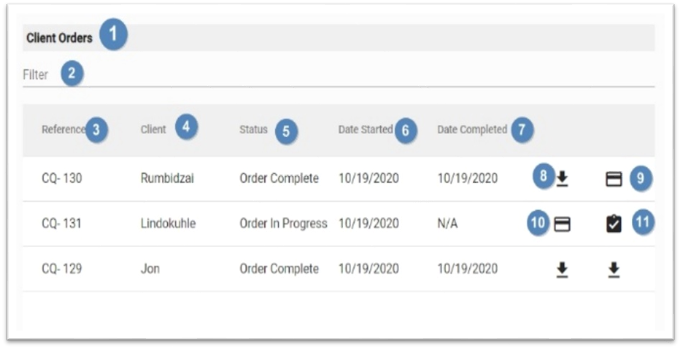 Client Orders 1
Filter 2
Reference 3 Client 4 Status 5 Date Started 6 Date Completed 7
CQ- 130 Rumbidzai Order Complete 10/19/2020 10/19/2020 8 9
CQ- 131 Lindokuhle Order In Progress 10/19/2020 N/A 10 11
CQ- 129 Jon Order Complete 10/19/2020 10/19/2020